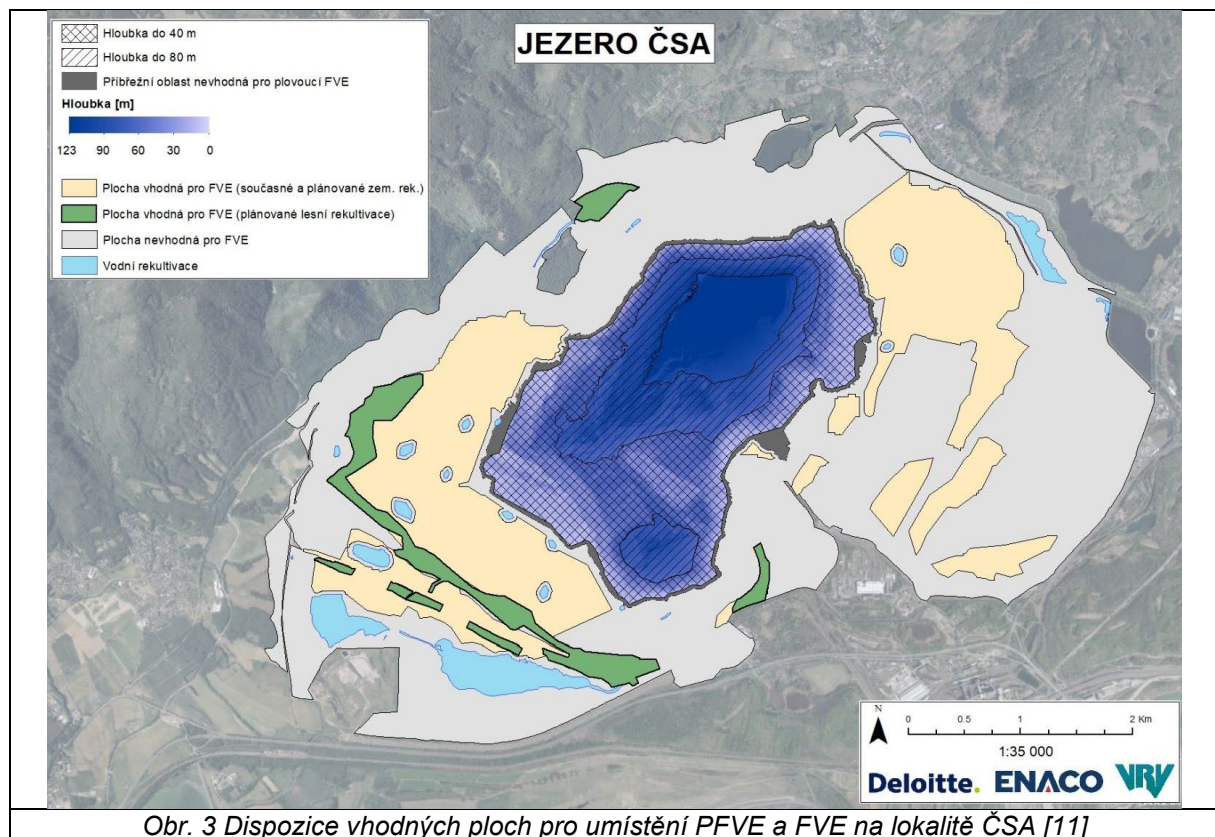 JEZERO ČSA
Hloubka do 40 m
Hloubka do 80 m
Příbřežní oblast nevhodná pro plovoucí FVE
Hloubka [m]
123 90 60 30 0
Plocha vhodná pro FVE (současné a plánované zem. rek.)
Plocha vhodná pro FVE (plánované lesní rekultivace)
Plocha nevhodná pro FVE
Vodní rekultivace
N
0 0.5 1 2 Km
1:35 000
Deloitte. ENACO VRV
Obr. 3 Dispozice vhodných ploch pro umístění PFVE a FVE na lokalitě ČSA [11]